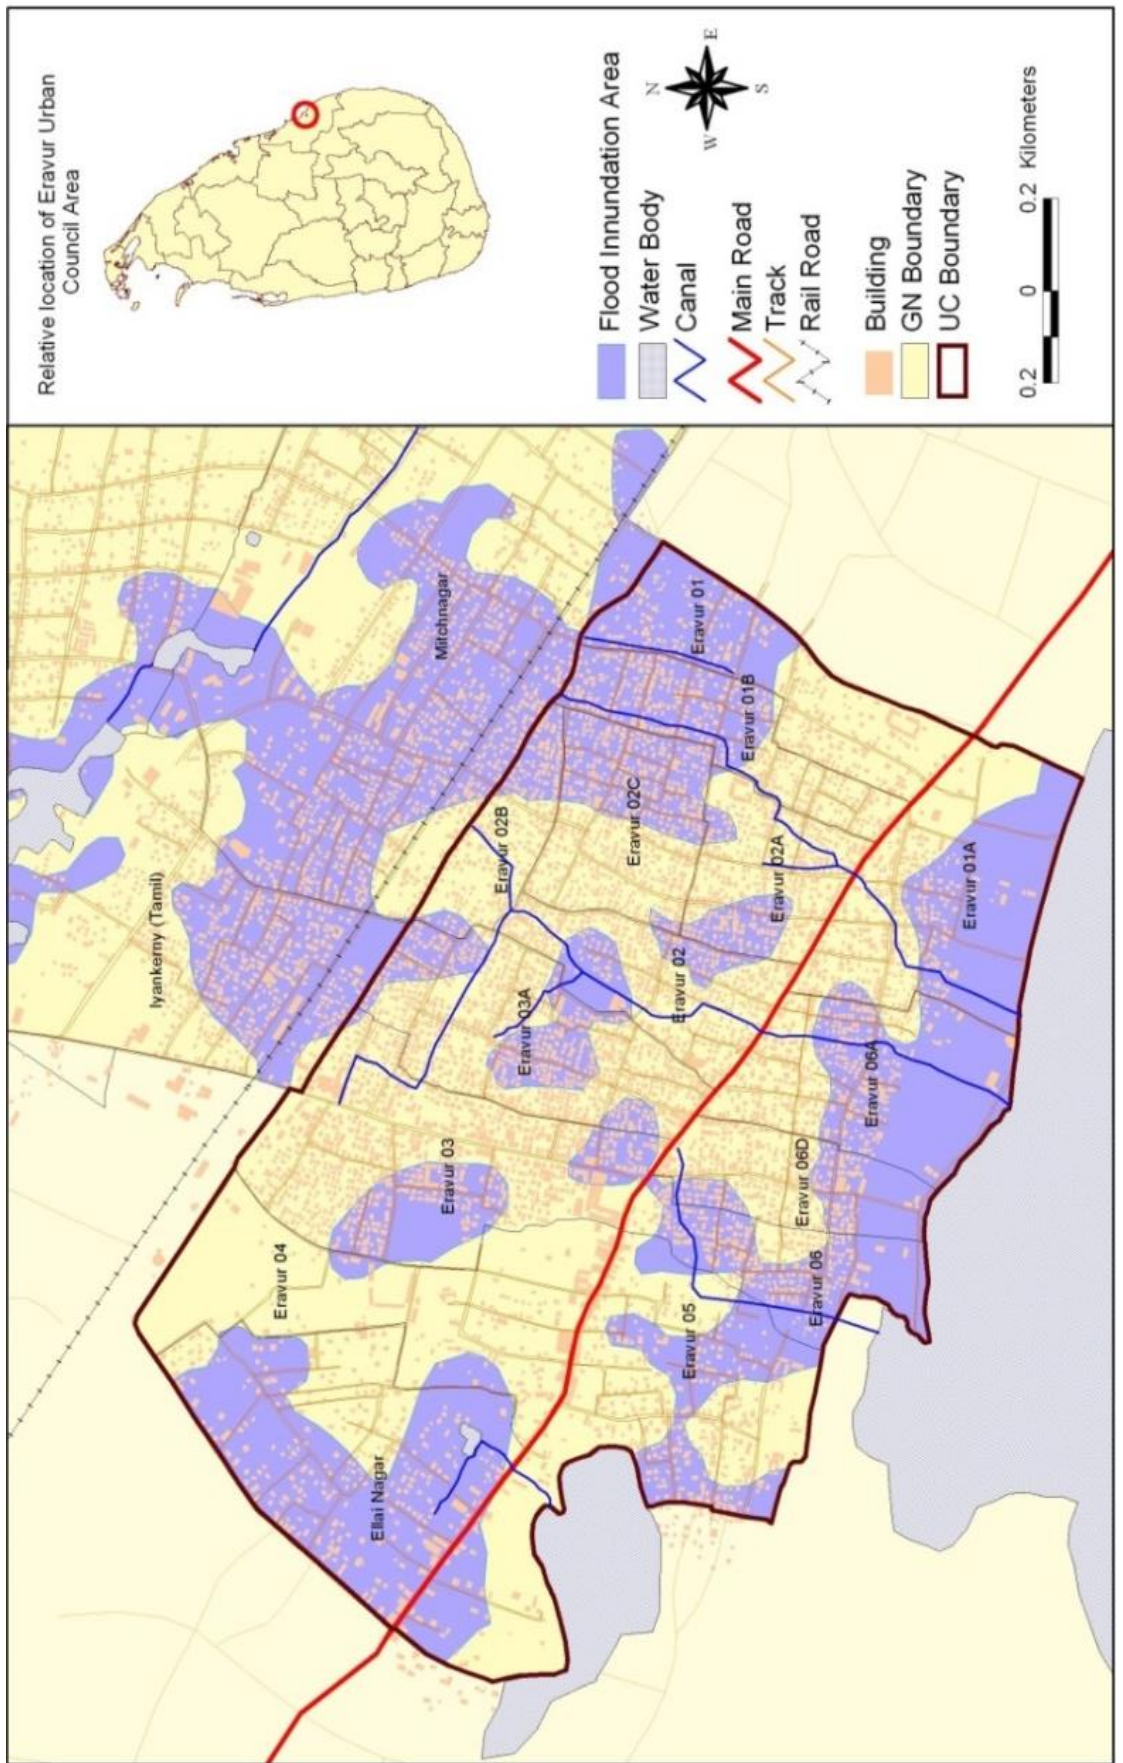 Relative location of Eravur Urban
Council Area
Flood Innundation Area
Water Body
Canal
Main Road
Track
Rail Road
Building
GN Boundary
UC Boundary
N
E
S
W
0.2 0 0.2 Kilometers
Iyankerny (Tamil)
Mitchnagar
Eravur 04
Ellai Nagar
Eravur 03
Eravur 02B
Eravur 03A
Eravur 02C
Eravur 01
Eravur 01B
Eravur 02
Eravur 05
Eravur 02A
Eravur 06D
Eravur 06
Eravur 06A
Eravur 01A